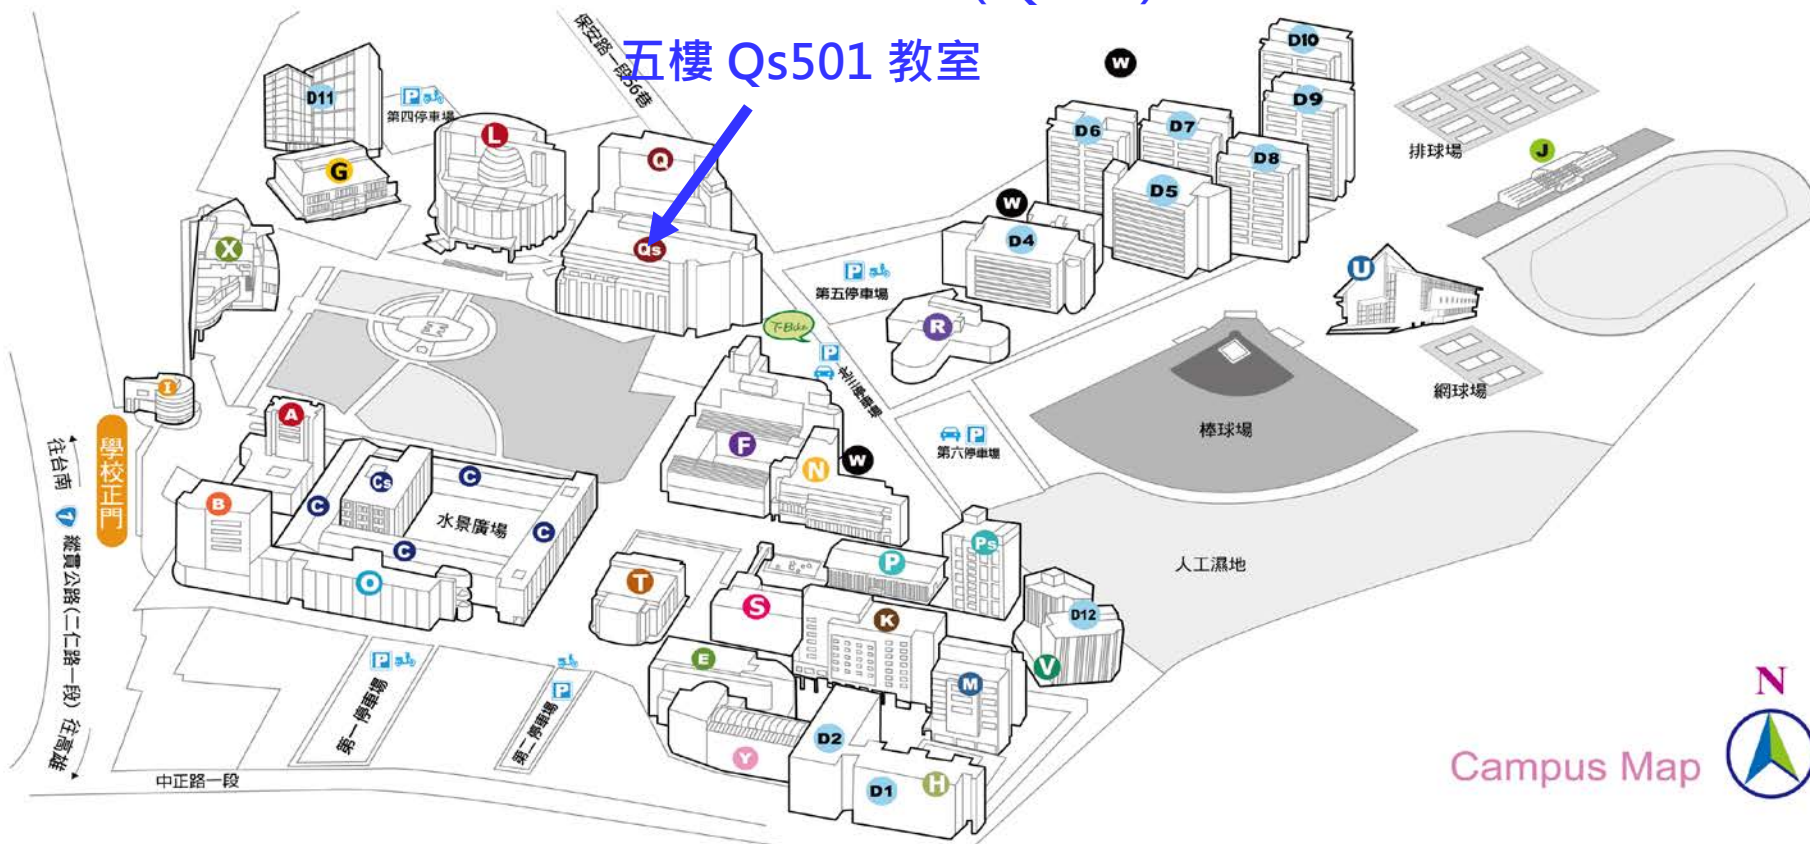 五樓 Qs501 教室
保安路一段66巷
D10
W
D11
P
第四停車場
D9
L
D6
D7
排球場
J
Q
G
D8
D5
W
X
Qs
D4
U
P
第五停車場
T-Bike
R
P
網球場
I
A
棒球場
學校正門
F
P
第六停車場
往台南
1
縱貫公路(二仁路一段)
往高雄
N
W
C
Cs
B
C
水景廣場
C
C
Ps
人工濕地
P
O
T
S
D12
K
E
V
P
第一停車場
M
P
第二停車場
N
D2
Y
Campus Map
中正路一段
H
D1